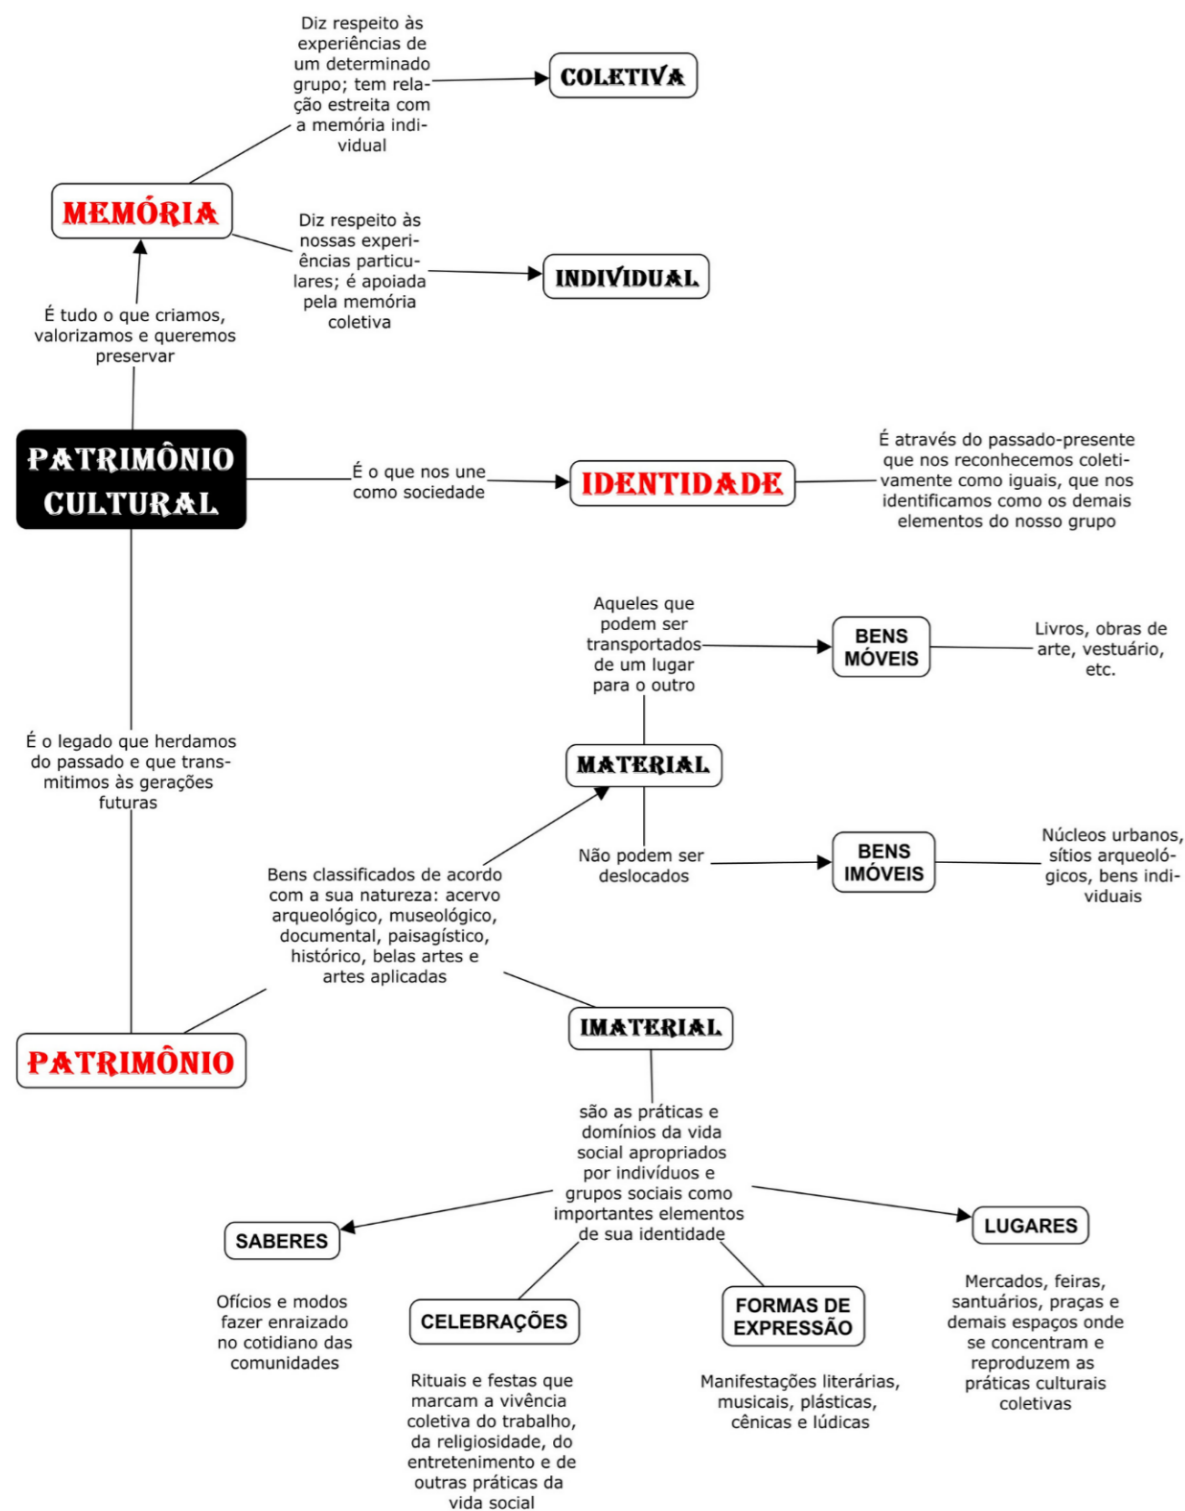 Diz respeito às
experiências de
um determinado
grupo; tem rela-
ção estreita com
a memória indi-
vidual
COLETIVA
MEMÓRIA
Diz respeito às
nossas experi-
ências particu-
lares; é apoiada
pela memória
coletiva
INDIVIDUAL
É tudo o que criamos,
valorizamos e queremos
preservar
PATRIMÔNIO
CULTURAL
É o que nos une
como sociedade
IDENTIDADE
É através do passado-presente
que nos reconhecemos coleti-
vamente como iguais, que nos
identificamos como os demais
elementos do nosso grupo
É o legado que herdamos
do passado e que trans-
mitimos às gerações
futuras
PATRIMÔNIO
Bens classificados de acordo
com a sua natureza: acervo
arqueológico, museológico,
documental, paisagístico,
histórico, belas artes e
artes aplicadas
MATERIAL
Aqueles que
podem ser
transportados
de um lugar
para o outro
BENS
MÓVEIS
Livros, obras de
arte, vestuário,
etc.
Não podem ser
deslocados
BENS
IMÓVEIS
Núcleos urbanos,
sítios arqueoló-
gicos, bens indi-
viduais
IMATERIAL
são as práticas e
domínios da vida
social apropriados
por indivíduos e
grupos sociais como
importantes elementos
de sua identidade
SABERES
Ofícios e modos
fazer enraizado
no cotidiano das
comunidades
CELEBRAÇÕES
Rituais e festas que
marcam a vivência
coletiva do trabalho,
da religiosidade, do
entretenimento e de
outras práticas da
vida social
FORMAS DE
EXPRESSÃO
Manifestações literárias,
musicais, plásticas,
cênicas e lúdicas
LUGARES
Mercados, feiras,
santuários, praças e
demais espaços onde
se concentram e
reproduzem as
práticas culturais
coletivas